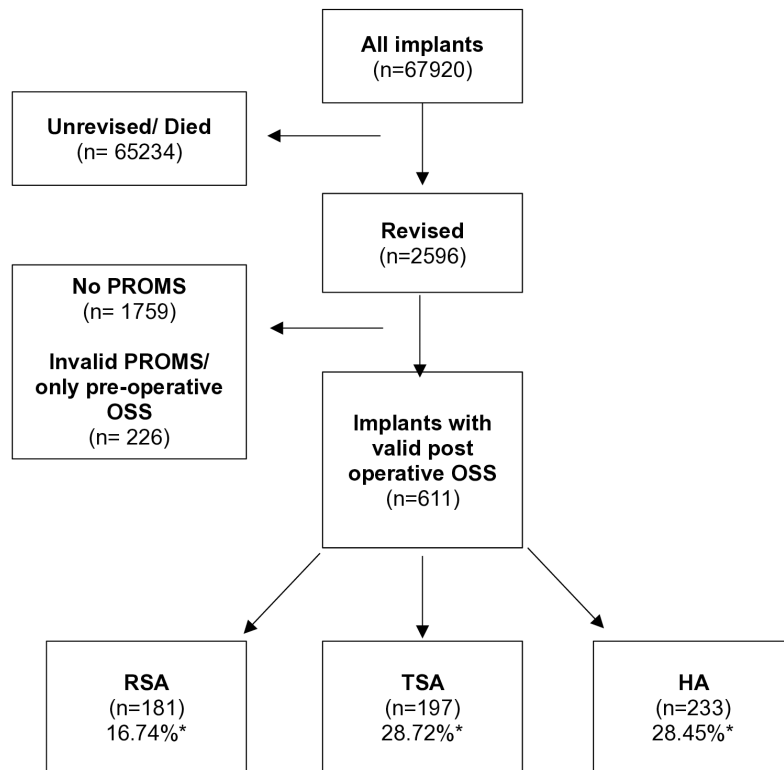 All implants
(n=67920)
Unrevised/ Died
(n= 65234)
Revised
(n=2596)
No PROMS
(n= 1759)
Invalid PROMS/
only pre-operative
OSS
(n= 226)
Implants with
valid post
operative OSS
(n=611)
RSA
(n=181)
16.74%*
TSA
(n=197)
28.72%*
HA
(n=233)
28.45%*